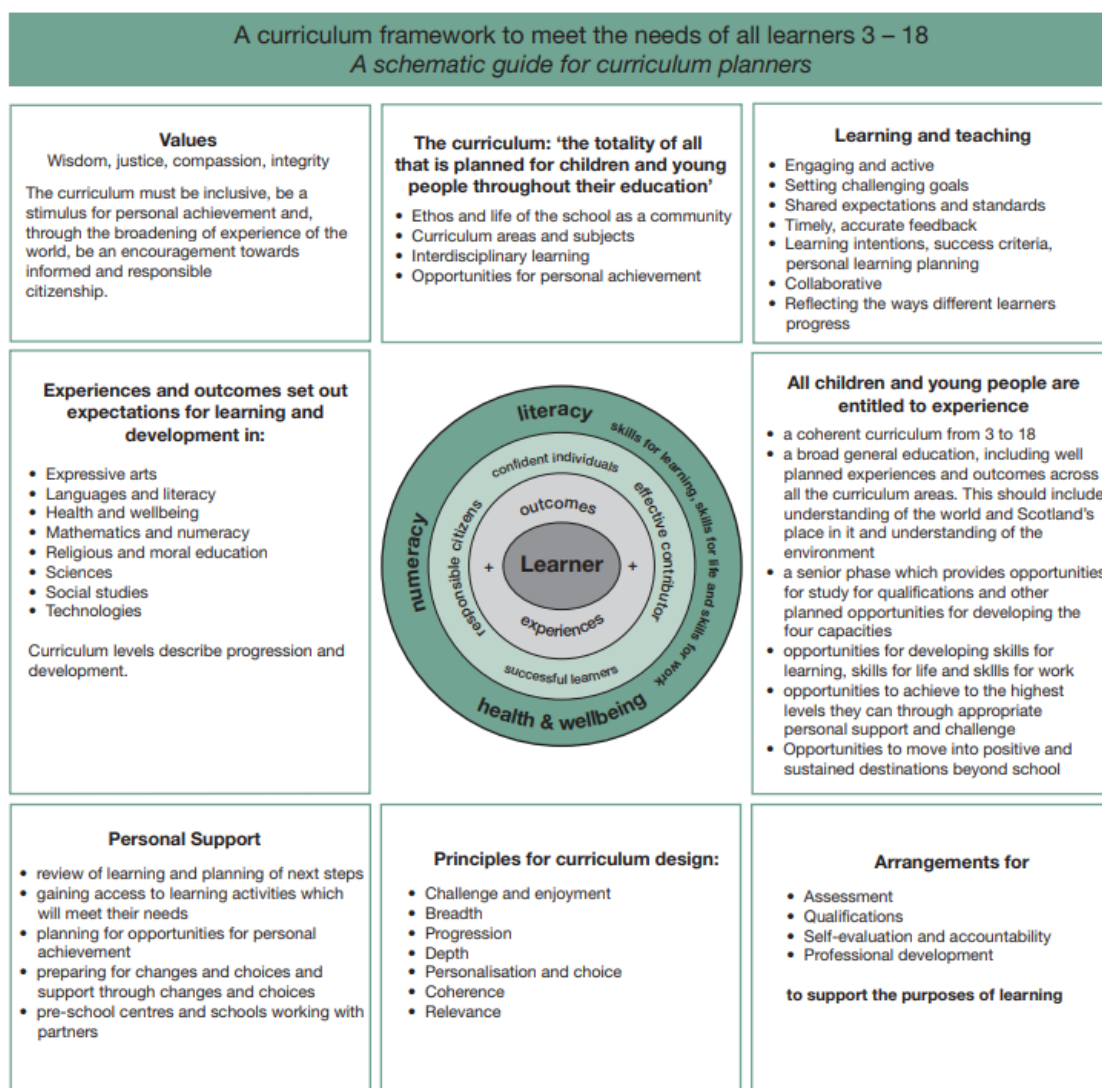 A curriculum framework to meet the needs of all learners 3 – 18
A schematic guide for curriculum planners
Values
Wisdom, justice, compassion, integrity
The curriculum must be inclusive, be a
stimulus for personal achievement and,
through the broadening of experience of the
world, be an encouragement towards
informed and responsible
citizenship.
The curriculum: ‘the totality of all
that is planned for children and young
people throughout their education’
• Ethos and life of the school as a community
• Curriculum areas and subjects
• Interdisciplinary learning
• Opportunities for personal achievement
Learning and teaching
• Engaging and active
• Setting challenging goals
• Shared expectations and standards
• Timely, accurate feedback
• Learning intentions, success criteria,
personal learning planning
• Collaborative
• Reflecting the ways different learners
progress
Experiences and outcomes set out
expectations for learning and
development in:
• Expressive arts
• Languages and literacy
• Health and wellbeing
• Mathematics and numeracy
• Religious and moral education
• Sciences
• Social studies
• Technologies
Curriculum levels describe progression and
development.
literacy
skills for learning, skills for life and skills for work
health & wellbeing
numeracy
confident individuals
effective contributor
successful learners
responsible citizens
outcomes
+ Learner +
experiences
All children and young people are
entitled to experience
• a coherent curriculum from 3 to 18
• a broad general education, including well
planned experiences and outcomes across
all the curriculum areas. This should include
understanding of the world and Scotland’s
place in it and understanding of the
environment
• a senior phase which provides opportunities
for study for qualifications and other
planned opportunities for developing the
four capacities
• opportunities for developing skills for
learning, skills for life and skills for work
• opportunities to achieve to the highest
levels they can through appropriate
personal support and challenge
• Opportunities to move into positive and
sustained destinations beyond school
Personal Support
• review of learning and planning of next steps
• gaining access to learning activities which
will meet their needs
• planning for opportunities for personal
achievement
• preparing for changes and choices and
support through changes and choices
• pre-school centres and schools working with
partners
Principles for curriculum design:
• Challenge and enjoyment
• Breadth
• Progression
• Depth
• Personalisation and choice
• Coherence
• Relevance
Arrangements for
• Assessment
• Qualifications
• Self-evaluation and accountability
• Professional development
to support the purposes of learning